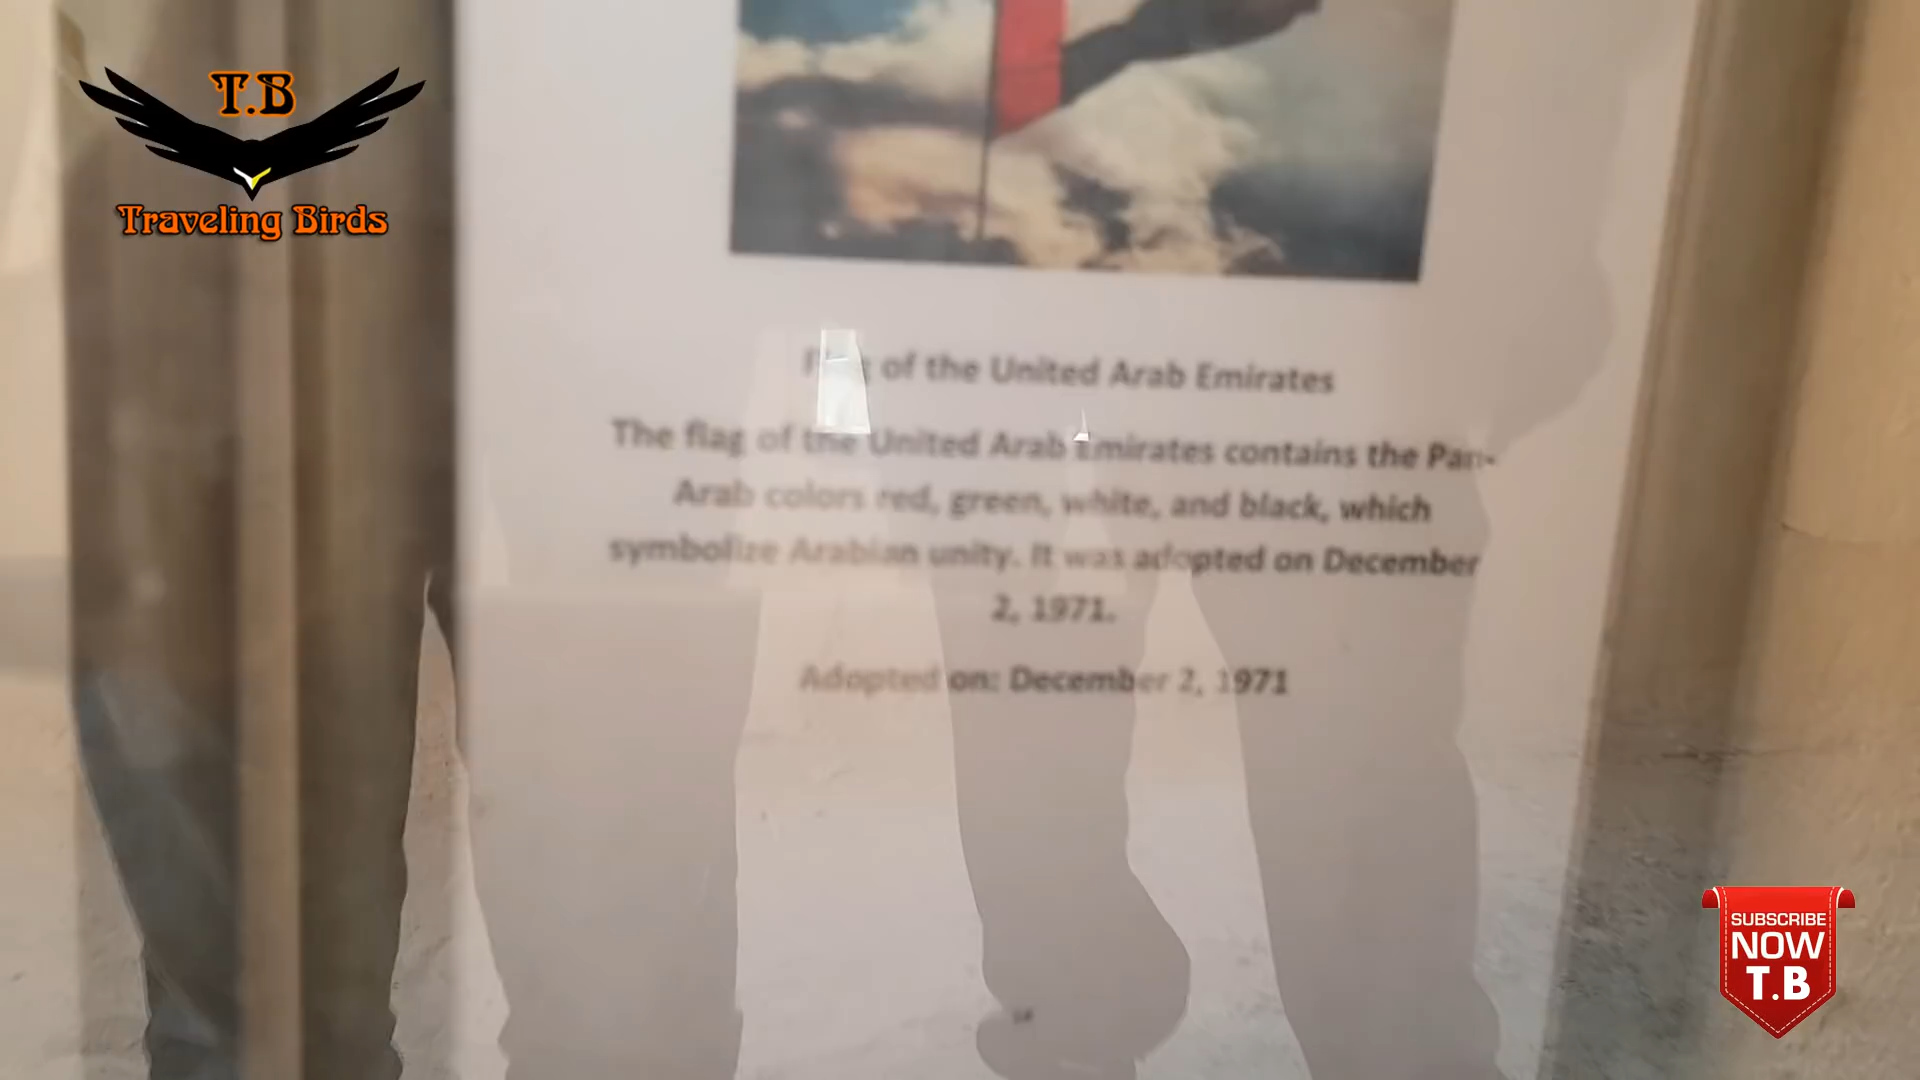 T.B
Traveling Birds
Flag of the United Arab Emirates
The flag of the United Arab Emirates contains the Pan-
Arab colors red, green, white, and black, which
symbolize Arabian unity. It was adopted on December
2, 1971.
Adopted on: December 2, 1971
SUBSCRIBE
NOW
T.B